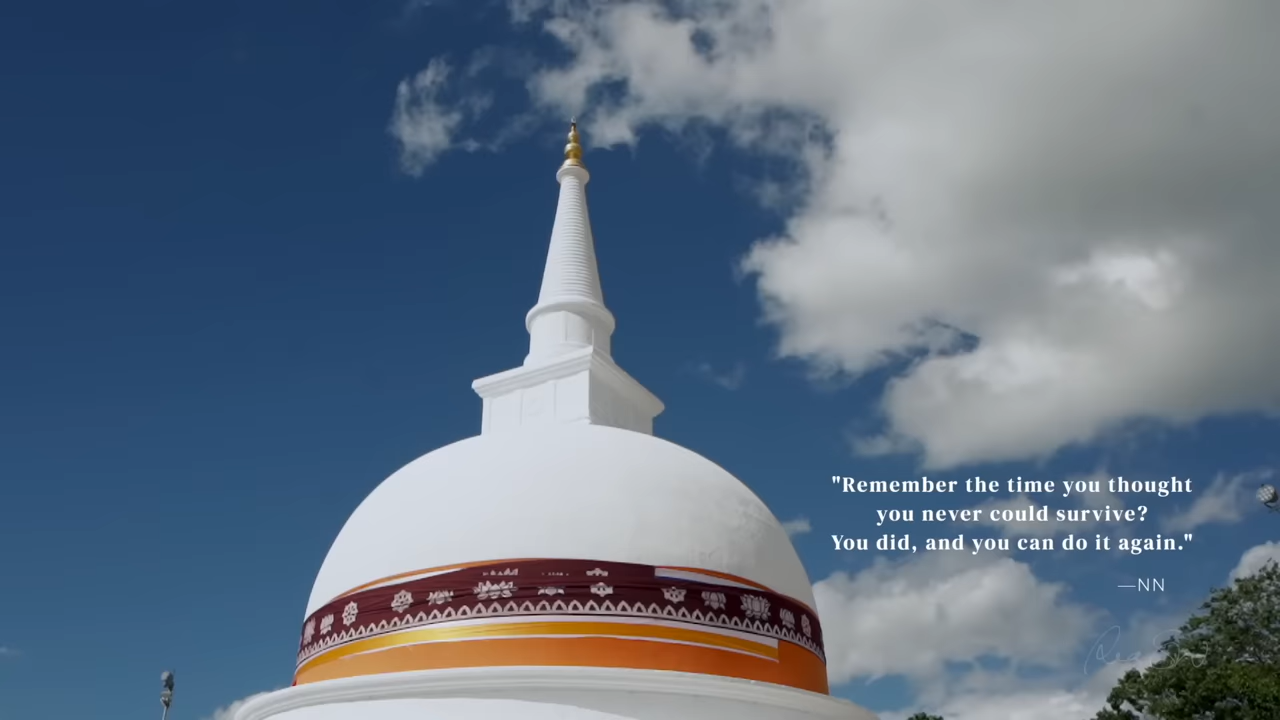 "Remember the time you thought
you never could survive?
You did, and you can do it again."
—NN